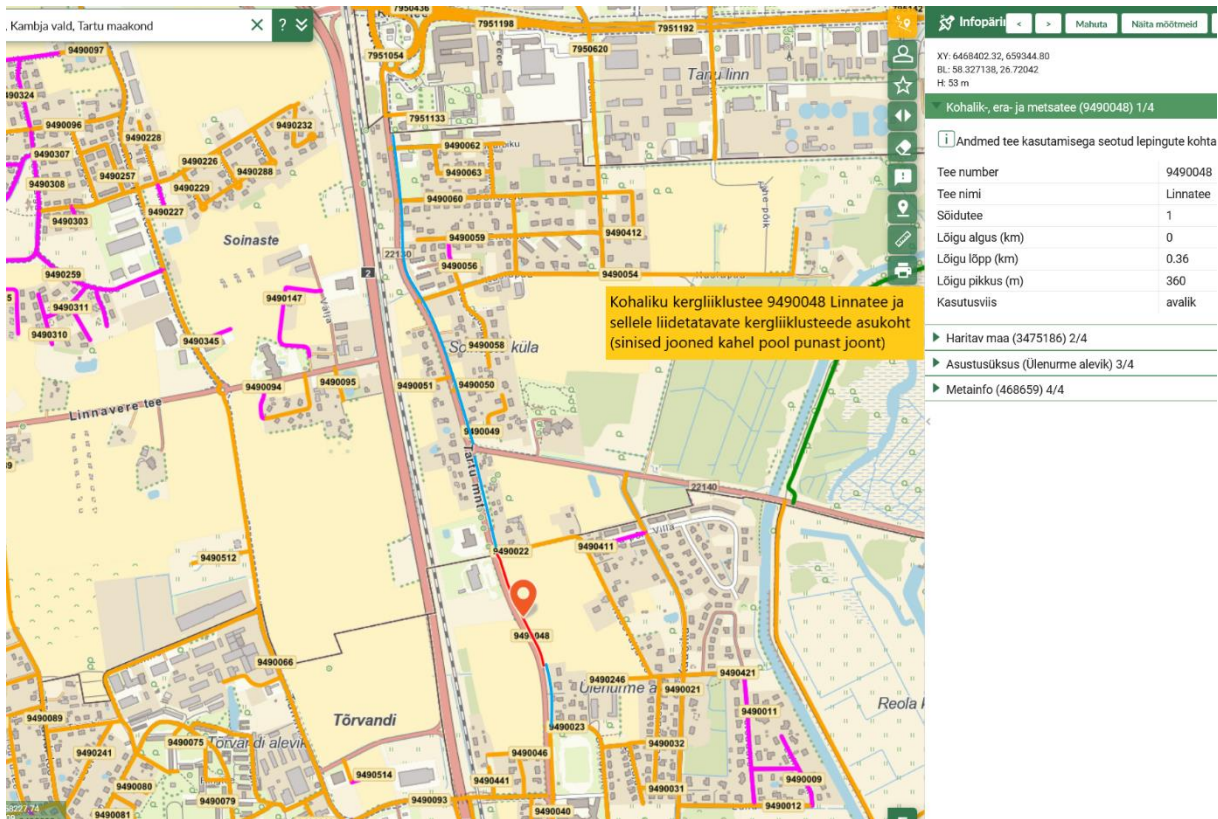 , Kambja vald, Tartu maakond
?
Infopäri
<
>
Mahuta
Näita mõõtmeid
XY: 6468402.32, 659344.80
BL: 58.327138, 26.72042
H: 53 m
Kohalik-, era- ja metsatee (9490048) 1/4
i Andmed tee kasutamisega seotud lepingute kohta
Tee number 9490048
Tee nimi Linnatee
Sõidutee 1
Lõigu algus (km) 0
Lõigu lõpp (km) 0.36
Lõigu pikkus (m) 360
Kasutusviis avalik
Haritav maa (3475186) 2/4
Asustusüksus (Ülenurme alevik) 3/4
Metainfo (468659) 4/4
Kohaliku kergliiklustee 9490048 Linnatee ja
sellele liidetatavate kergliiklusteede asukoht
(sinised jooned kahel pool punast joont)
7950436
7951198
7951192
7951054
7950620
Tartu linn
9490097
9490324
7951133
9490096
9490228
9490232
9490062
9490307
9490257
9490226
9490288
9490063
9490308
9490229
9490060
9490303
9490227
Soinaste
9490059
9490412
22130
9490056
9490259
2
9490054
9490147
9490311
9490310
9490345
Välja
9490058
küla
9490094
9490095
9490051
9490050
Linnavere tee
9490049
Tartu mnt
22140
Villa
9490022
9490411
9490512
9490048
9490066
9490246
9490421
9490021
Reola
9490089
Tõrvandi
9490023
9490011
9490075
Tõrvandi alevik
9490241
9490046
9490032
9490514
9490080
9490441
9490031
9490009
9490079
9490093
9490012
9490081
9490040